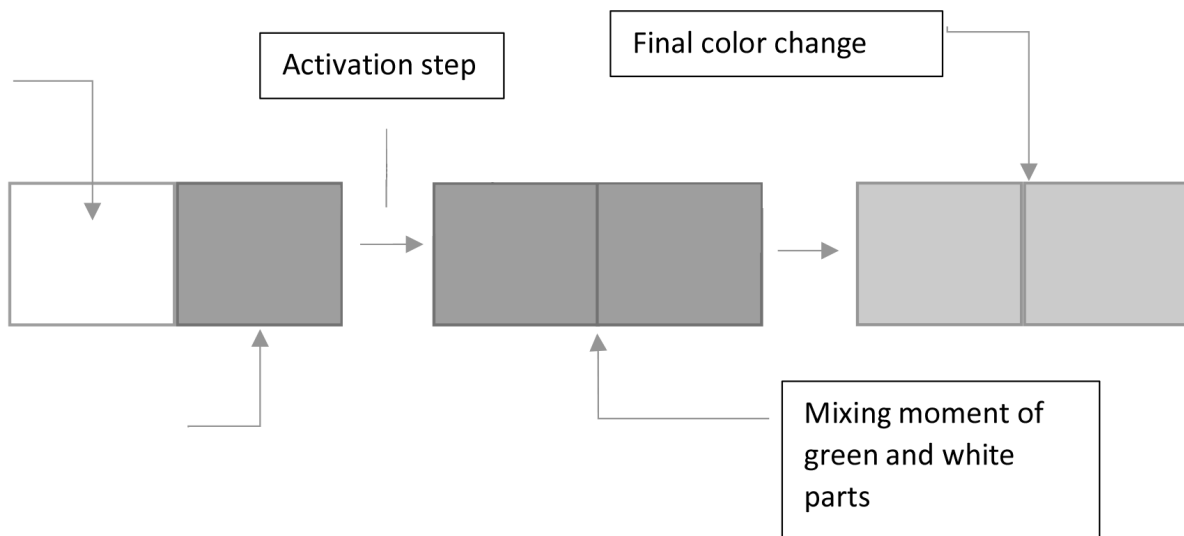 Activation step
Final color change
Mixing moment of
green and white
parts